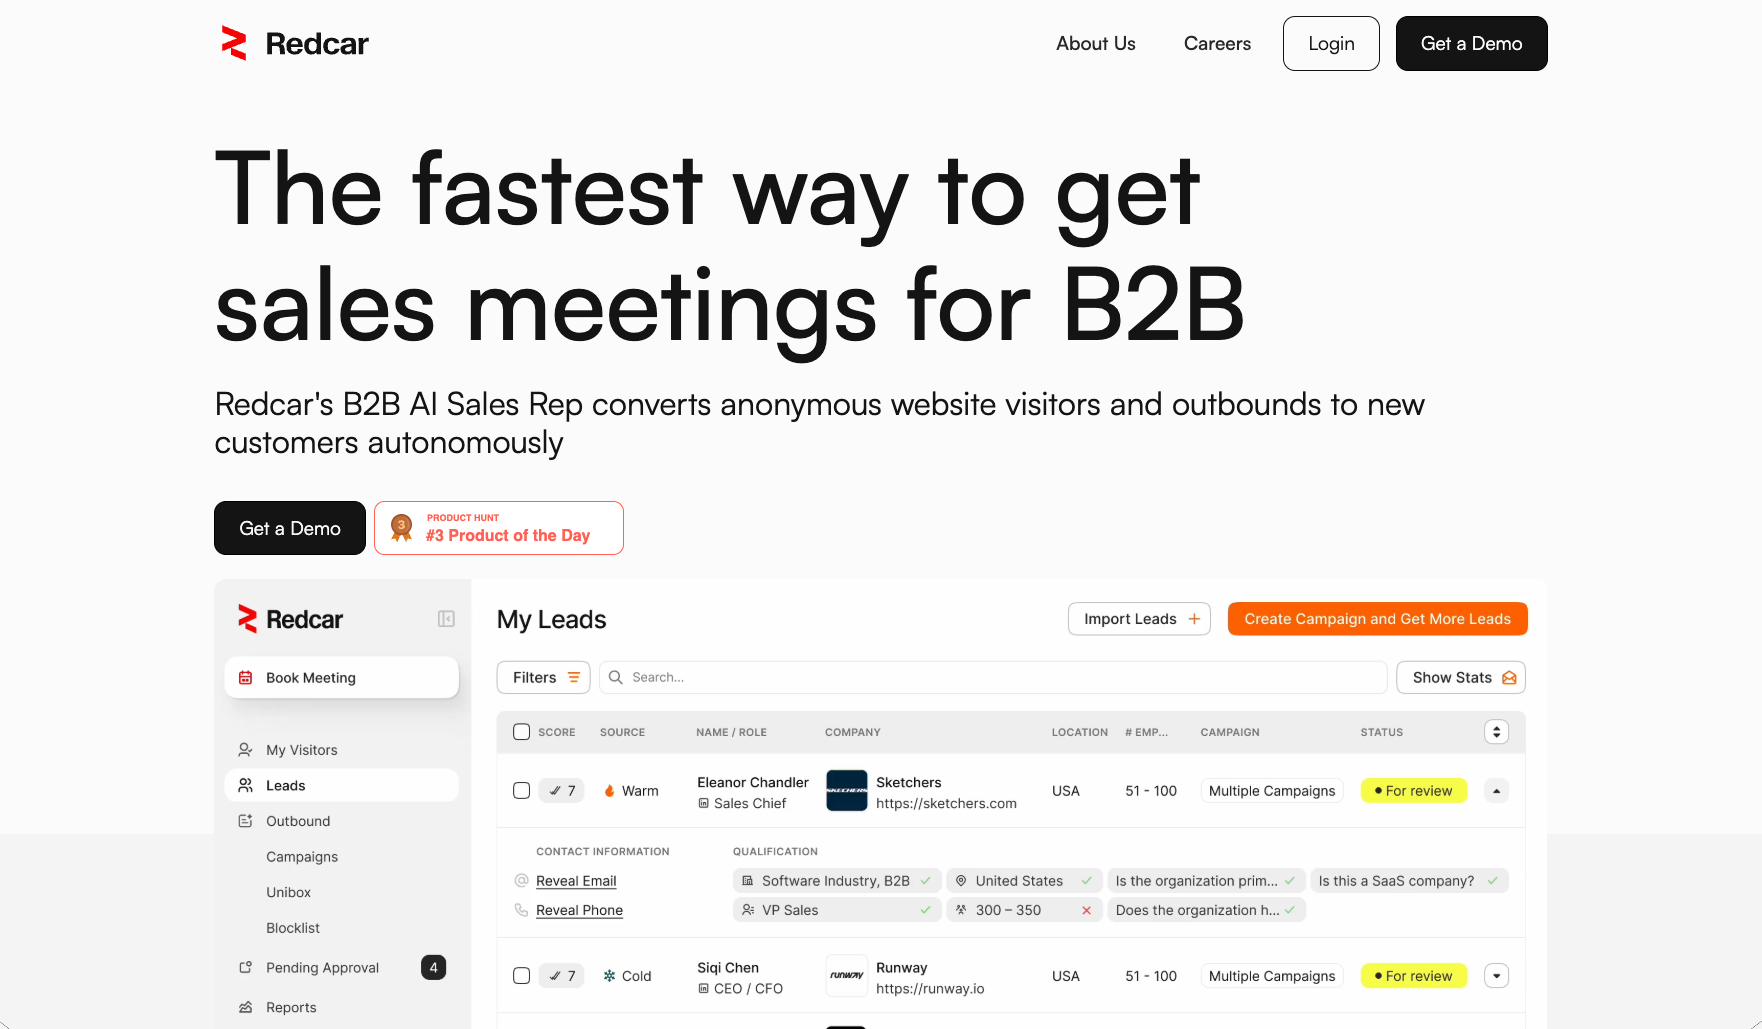 Redcar
About Us
Careers
Login
Get a Demo
The fastest way to get
sales meetings for B2B
Redcar's B2B AI Sales Rep converts anonymous website visitors and outbounds to new
customers autonomously
Get a Demo
3
PRODUCT HUNT
#3 Product of the Day
Redcar
Book Meeting
My Visitors
Leads
Outbound
Campaigns
Unibox
Blocklist
Pending Approval 4
Reports
My Leads
Import Leads
Create Campaign and Get More Leads
Filters
Search...
Show Stats
SCORE SOURCE NAME / ROLE COMPANY LOCATION # EMP... CAMPAIGN STATUS
7 Warm Eleanor Chandler SKECHERS Sketchers USA 51 - 100 Multiple Campaigns For review
Sales Chief https://sketchers.com
CONTACT INFORMATION QUALIFICATION
Reveal Email Software Industry, B2B United States Is the organization prim... Is this a SaaS company?
Reveal Phone VP Sales 300 – 350 Does the organization h...
7 Cold Siqi Chen runway Runway USA 51 - 100 Multiple Campaigns For review
CEO / CFO https://runway.io